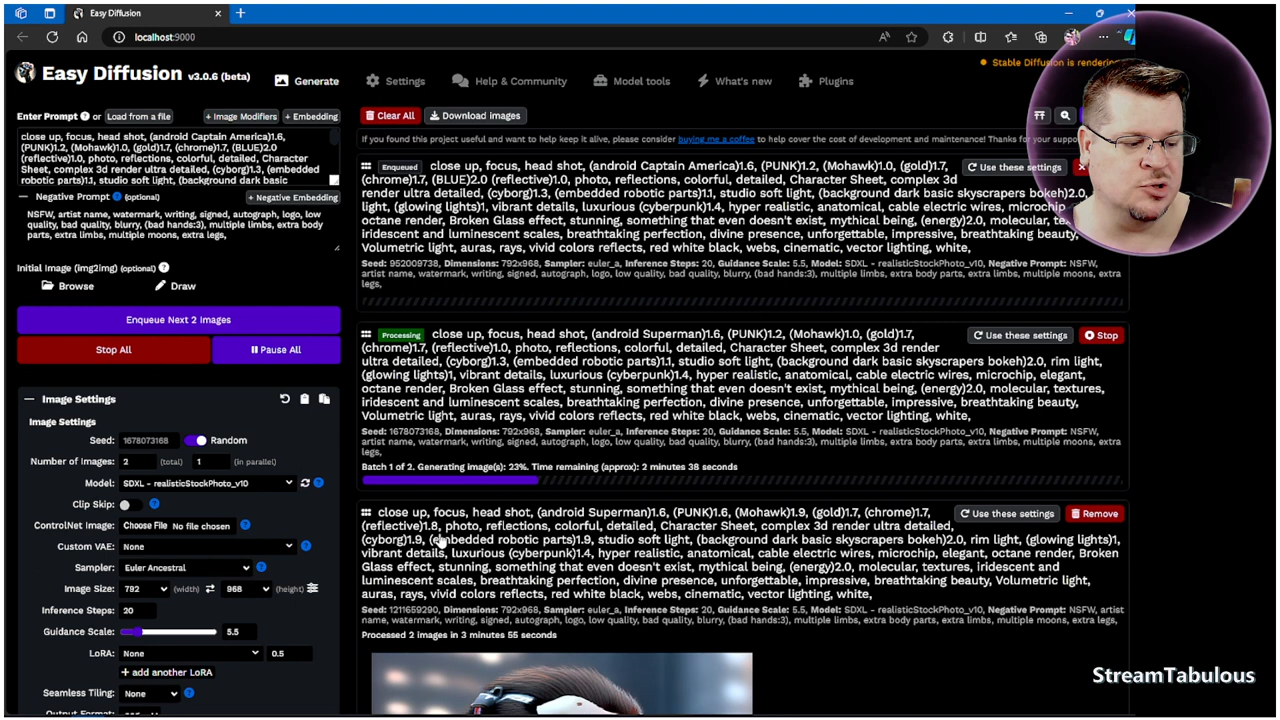 Easy Diffusion
localhost:9000
Easy Diffusion v3.0.6 (beta)
Generate
Settings
Help & Community
Model tools
What's new
Plugins
Stable Diffusion is rendering
Enter Prompt or Load from a file
+ Image Modifiers
+ Embedding
close up, focus, head shot, (android Captain America)1.6,
(PUNK)1.2, (Mohawk)1.0, (gold)1.7, (chrome)1.7, (BLUE)2.0
(reflective)1.0, photo, reflections, colorful, detailed, Character
Sheet, complex 3d render ultra detailed, (cyborg)1.3, (embedded
robotic parts)1.1, studio soft light, (background dark basic
Negative Prompt (optional)
+ Negative Embedding
NSFW, artist name, watermark, writing, signed, autograph, logo, low
quality, bad quality, blurry, (bad hands:3), multiple limbs, extra body
parts, extra limbs, multiple moons, extra legs,
Initial Image (img2img) (optional)
Browse
Draw
Enqueue Next 2 Images
Stop All
Pause All
Image Settings
Image Settings
Seed: 1678073168 Random
Number of Images: 2 (total) 1 (in parallel)
Model: SDXL - realisticStockPhoto_v10
Clip Skip:
ControlNet Image: Choose File No file chosen
Custom VAE: None
Sampler: Euler Ancestral
Image Size: 792 (width) 968 (height)
Inference Steps: 20
Guidance Scale: 5.5
LoRA: None 0.5
+ add another LoRA
Seamless Tiling: None
Output Format:
Clear All
Download images
If you found this project useful and want to help keep it alive, please consider buying me a coffee to help cover the cost of development and maintenance! Thanks for your
Enqueued close up, focus, head shot, (android Captain America)1.6, (PUNK)1.2, (Mohawk)1.0, (gold)1.7,
Use these settings
(chrome)1.7, (BLUE)2.0 (reflective)1.0, photo, reflections, colorful, detailed, Character Sheet, complex 3d
render ultra detailed, (cyborg)1.3, (embedded robotic parts)1.1, studio soft light, (background dark basic skyscrapers bokeh)2.0,
light, (glowing lights)1, vibrant details, luxurious (cyberpunk)1.4, hyper realistic, anatomical, cable electric wires, microchip,
octane render, Broken Glass effect, stunning, something that even doesn't exist, mythical being, (energy)2.0, molecular,
iridescent and luminescent scales, breathtaking perfection, divine presence, unforgettable, impressive, breathtaking beauty,
Volumetric light, auras, rays, vivid colors reflects, red white black, webs, cinematic, vector lighting, white,
Seed: 952009738, Dimensions: 792x968, Sampler: euler_a, Inference Steps: 20, Guidance Scale: 5.5, Model: SDXL - realisticStockPhoto_v10, Negative Prompt: NSFW,
artist name, watermark, writing, signed, autograph, logo, low quality, bad quality, blurry, (bad hands:3), multiple limbs, extra body parts, extra limbs, multiple moons, extra
legs,
Processing close up, focus, head shot, (android Superman)1.6, (PUNK)1.2, (Mohawk)1.0, (gold)1.7,
Use these settings
Stop
(chrome)1.7, (reflective)1.0, photo, reflections, colorful, detailed, Character Sheet, complex 3d render
ultra detailed, (cyborg)1.3, (embedded robotic parts)1.1, studio soft light, (background dark basic skyscrapers bokeh)2.0, rim light,
(glowing lights)1, vibrant details, luxurious (cyberpunk)1.4, hyper realistic, anatomical, cable electric wires, microchip, elegant,
octane render, Broken Glass effect, stunning, something that even doesn't exist, mythical being, (energy)2.0, molecular, textures,
iridescent and luminescent scales, breathtaking perfection, divine presence, unforgettable, impressive, breathtaking beauty,
Volumetric light, auras, rays, vivid colors reflects, red white black, webs, cinematic, vector lighting, white,
Seed: 1678073168, Dimensions: 792x968, Sampler: euler_a, Inference Steps: 20, Guidance Scale: 5.5, Model: SDXL - realisticStockPhoto_v10, Negative Prompt: NSFW,
artist name, watermark, writing, signed, autograph, logo, low quality, bad quality, blurry, (bad hands:3), multiple limbs, extra body parts, extra limbs, multiple moons, extra
legs,
Batch 1 of 2. Generating image(s): 23%. Time remaining (approx): 2 minutes 38 seconds
close up, focus, head shot, (android Superman)1.6, (PUNK)1.6, (Mohawk)1.9, (gold)1.7, (chrome)1.7,
Use these settings
Remove
(reflective)1.8, photo, reflections, colorful, detailed, Character Sheet, complex 3d render ultra detailed,
(cyborg)1.9, (embedded robotic parts)1.9, studio soft light, (background dark basic skyscrapers bokeh)2.0, rim light, (glowing lights)1,
vibrant details, luxurious (cyberpunk)1.4, hyper realistic, anatomical, cable electric wires, microchip, elegant, octane render, Broken
Glass effect, stunning, something that even doesn't exist, mythical being, (energy)2.0, molecular, textures, iridescent and
luminescent scales, breathtaking perfection, divine presence, unforgettable, impressive, breathtaking beauty, Volumetric light,
auras, rays, vivid colors reflects, red white black, webs, cinematic, vector lighting, white,
Seed: 1211659290, Dimensions: 792x968, Sampler: euler_a, Inference Steps: 20, Guidance Scale: 5.5, Model: SDXL - realisticStockPhoto_v10, Negative Prompt: NSFW, artist
name, watermark, writing, signed, autograph, logo, low quality, bad quality, blurry, (bad hands:3), multiple limbs, extra body parts, extra limbs, multiple moons, extra legs,
Processed 2 images in 3 minutes 55 seconds
StreamTabulous